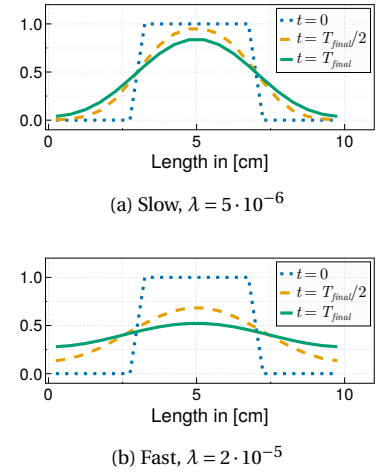 1.0
0.5
0.0
t = 0
t = T_final/2
t = T_final
0
5
10
Length in [cm]
(a) Slow, λ = 5 · 10⁻⁶
1.0
0.5
0.0
t = 0
t = T_final/2
t = T_final
0
5
10
Length in [cm]
(b) Fast, λ = 2 · 10⁻⁵